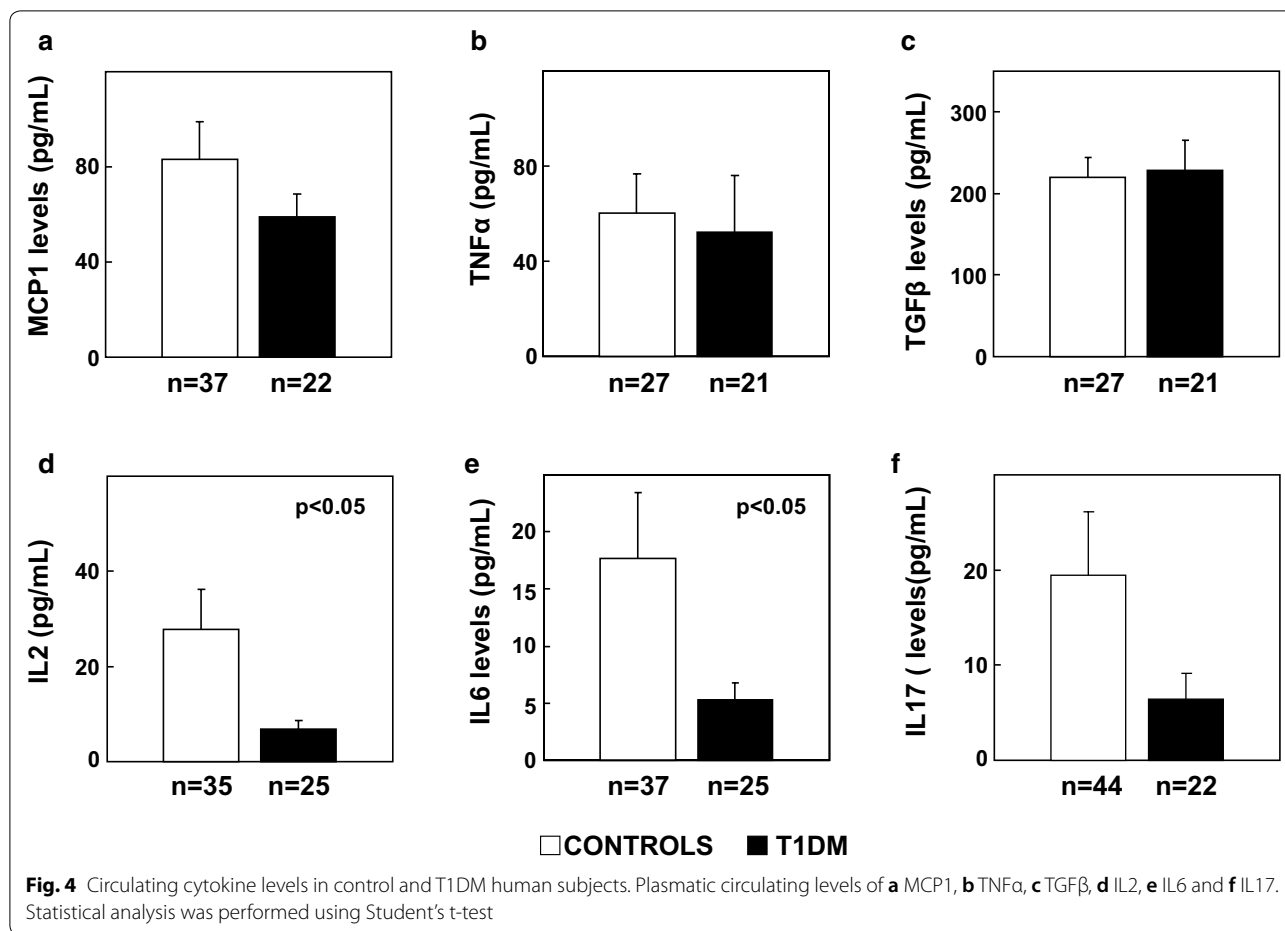 a
MCP1 levels (pg/mL)
80
40
0
n=37 n=22
b
TNFα (pg/mL)
80
40
0
n=27 n=21
c
TGFβ levels (pg/mL)
300
200
100
0
n=27 n=21
d
IL2 (pg/mL)
p<0.05
40
20
0
n=35 n=25
e
IL6 levels (pg/mL)
p<0.05
20
15
10
5
0
n=37 n=25
f
IL17 ( levels(pg/mL)
20
10
0
n=44 n=22
CONTROLS T1DM
Fig. 4 Circulating cytokine levels in control and T1DM human subjects. Plasmatic circulating levels of a MCP1, b TNFα, c TGFβ, d IL2, e IL6 and f IL17.
Statistical analysis was performed using Student’s t-test